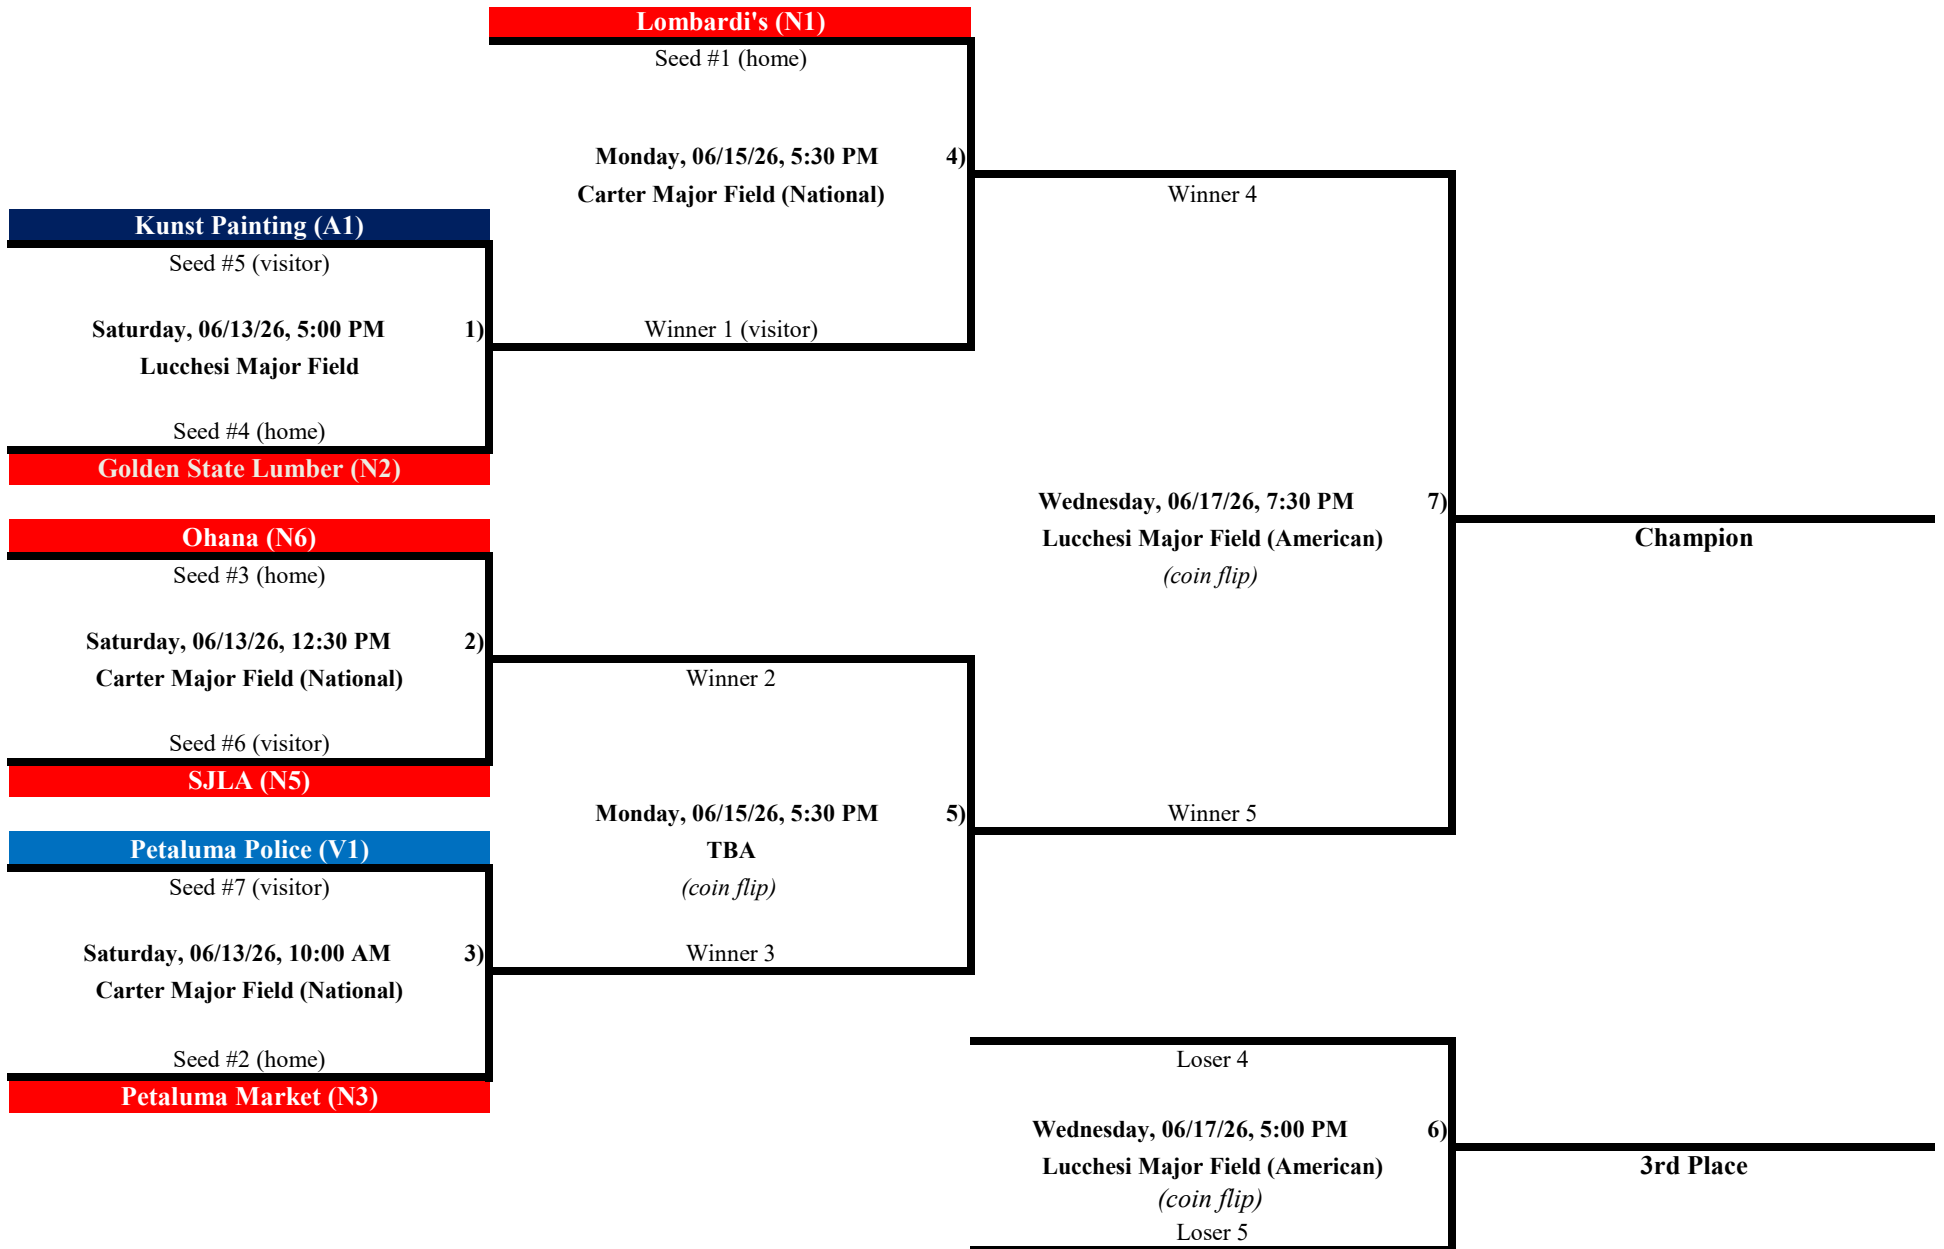 Lombardi's (N1)
Seed #1 (home)
Monday, 06/15/26, 5:30 PM 4)
Carter Major Field (National)
Winner 4
Kunst Painting (A1)
Seed #5 (visitor)
Saturday, 06/13/26, 5:00 PM 1)
Winner 1 (visitor)
Lucchesi Major Field
Seed #4 (home)
Golden State Lumber (N2)
Wednesday, 06/17/26, 7:30 PM 7)
Lucchesi Major Field (American)
(coin flip)
Champion
Ohana (N6)
Seed #3 (home)
Saturday, 06/13/26, 12:30 PM 2)
Carter Major Field (National)
Winner 2
Seed #6 (visitor)
SJLA (N5)
Monday, 06/15/26, 5:30 PM 5)
TBA
(coin flip)
Winner 5
Petaluma Police (V1)
Seed #7 (visitor)
Saturday, 06/13/26, 10:00 AM 3)
Winner 3
Carter Major Field (National)
Seed #2 (home)
Petaluma Market (N3)
Loser 4
Wednesday, 06/17/26, 5:00 PM 6)
Lucchesi Major Field (American)
(coin flip)
Loser 5
3rd Place